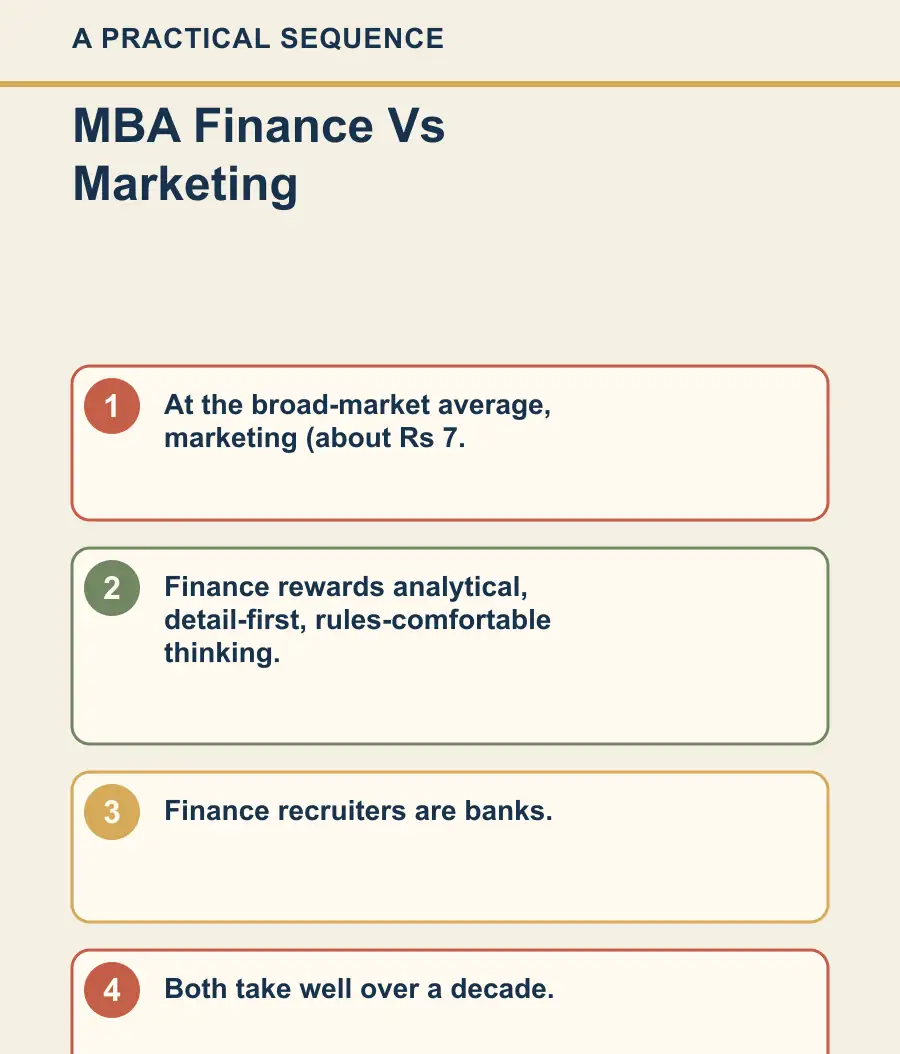 A PRACTICAL SEQUENCE
MBA Finance Vs
Marketing
1
At the broad-market average,
marketing (about Rs 7.
2
Finance rewards analytical,
detail-first, rules-comfortable
thinking.
3
Finance recruiters are banks.
4
Both take well over a decade.